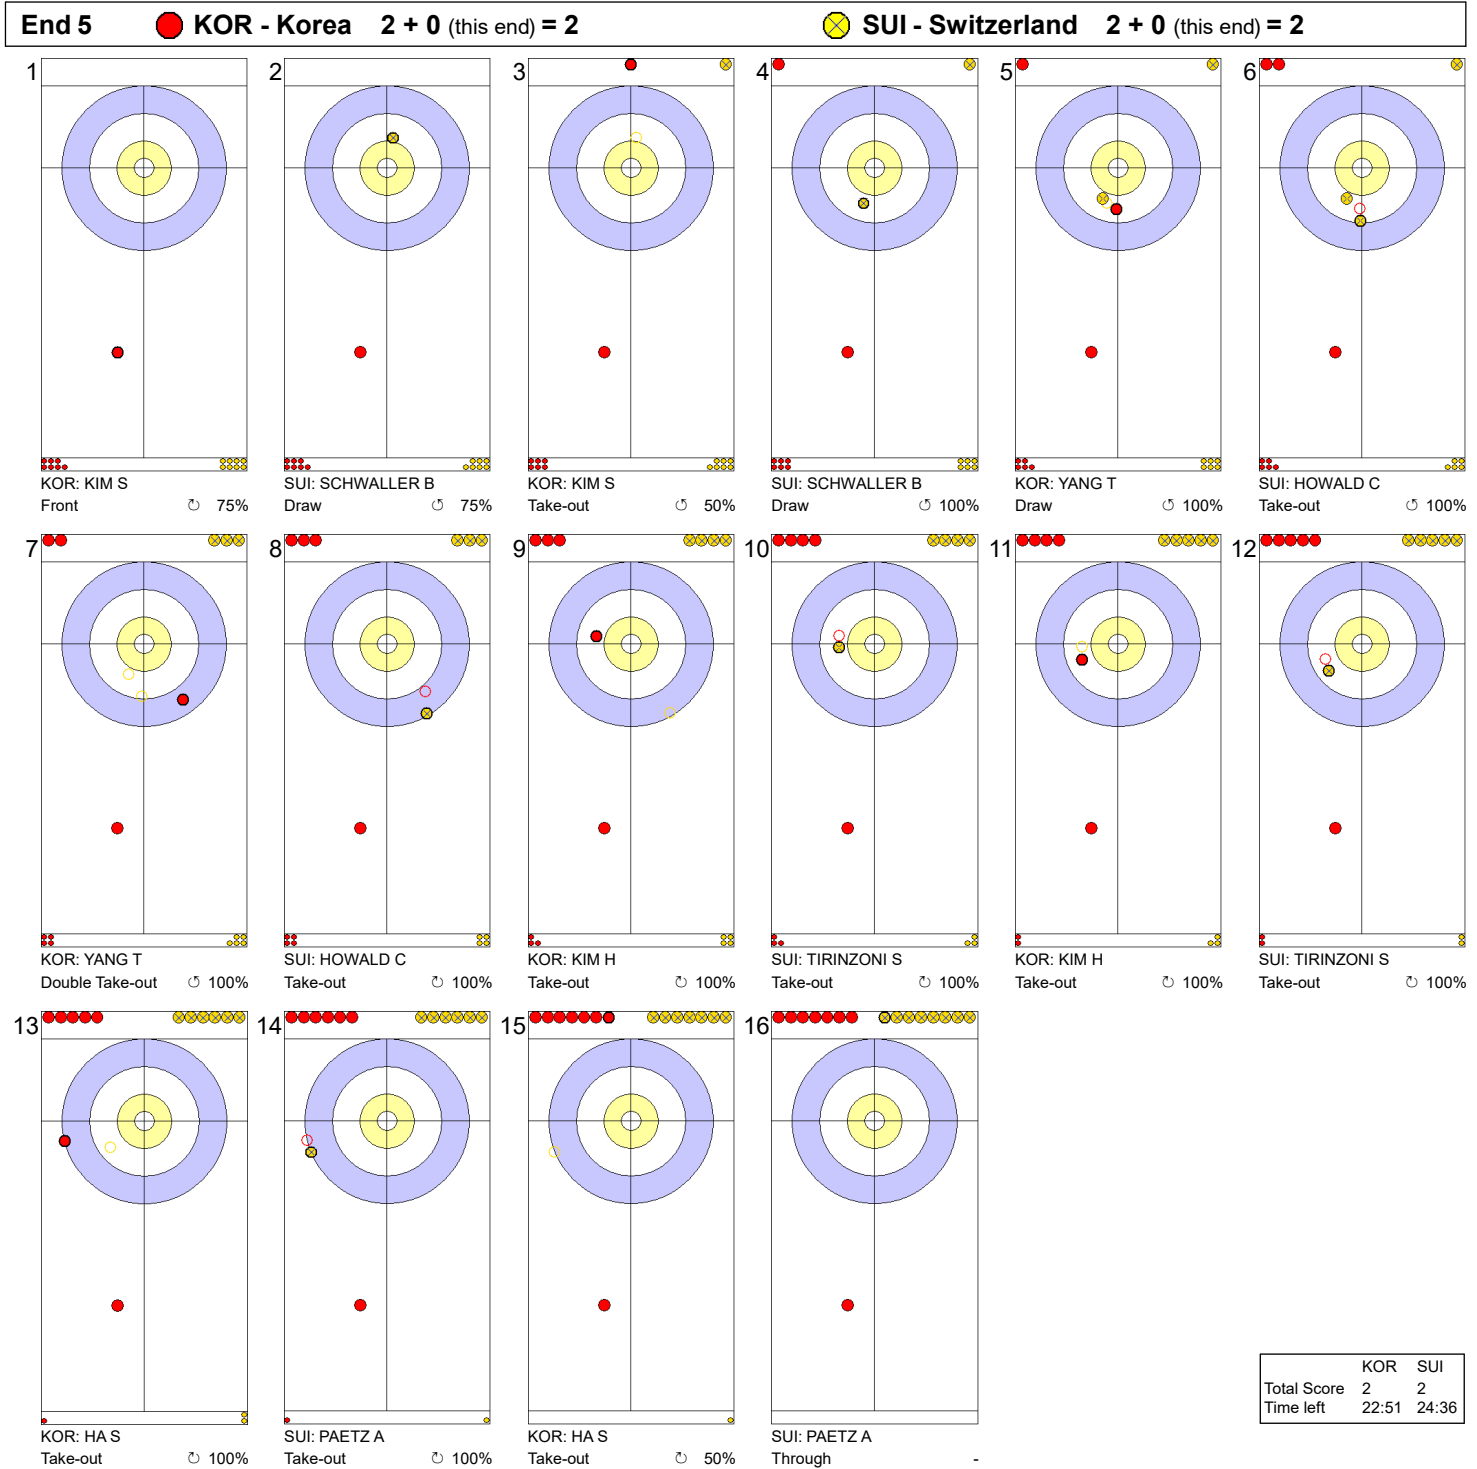 End 5 KOR - Korea 2 + 0 (this end) = 2 SUI - Switzerland 2 + 0 (this end) = 2
1 2 3 4 5 6
KOR: KIM S SUI: SCHWALLER B KOR: KIM S SUI: SCHWALLER B KOR: YANG T SUI: HOWALD C
Front ↻ 75% Draw ↺ 75% Take-out ↺ 50% Draw ↺ 100% Draw ↺ 100% Take-out ↻ 100%
7 8 9 10 11 12
KOR: YANG T SUI: HOWALD C KOR: KIM H SUI: TIRINZONI S KOR: KIM H SUI: TIRINZONI S
Double Take-out ↺ 100% Take-out ↻ 100% Take-out ↻ 100% Take-out ↻ 100% Take-out ↻ 100% Take-out ↻ 100%
13 14 15 16
KOR: HA S SUI: PAETZ A KOR: HA S SUI: PAETZ A
Take-out ↻ 100% Take-out ↻ 100% Take-out ↻ 50% Through -
KOR SUI
Total Score 2 2
Time left 22:51 24:36